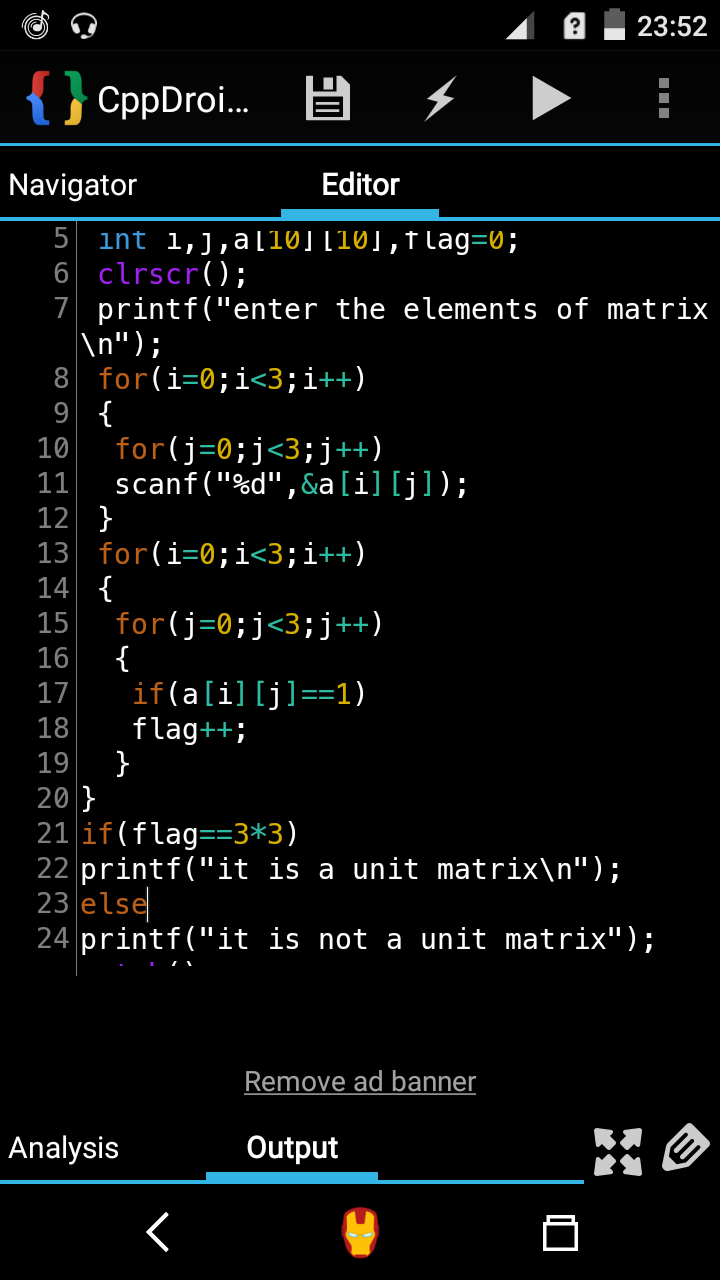 23:52
CppDroi...
Navigator Editor
5 int i,j,a[10][10],flag=0;
6 clrscr();
7 printf("enter the elements of matrix
\n");
8 for(i=0;i<3;i++)
9 {
10 for(j=0;j<3;j++)
11 scanf("%d",&a[i][j]);
12 }
13 for(i=0;i<3;i++)
14 {
15 for(j=0;j<3;j++)
16 {
17 if(a[i][j]==1)
18 flag++;
19 }
20 }
21 if(flag==3*3)
22 printf("it is a unit matrix\n");
23 else
24 printf("it is not a unit matrix");
Remove ad banner
Analysis Output